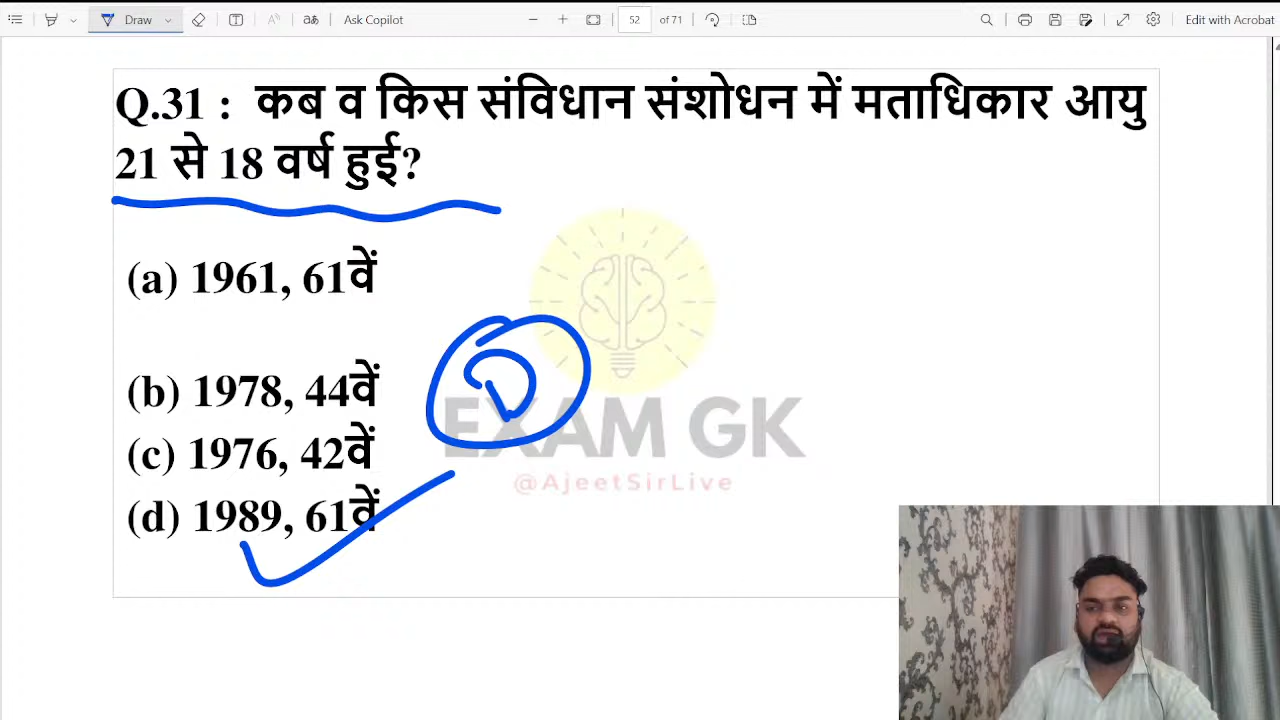 Draw
Ask Copilot
52 of 71
Edit with Acrobat
Q.31 : कब व किस संविधान संशोधन में मताधिकार आयु
21 से 18 वर्ष हुई?
(a) 1961, 61वें
(b) 1978, 44वें
D
(c) 1976, 42वें
(d) 1989, 61वें
EXAM GK
@AjeetSirLive